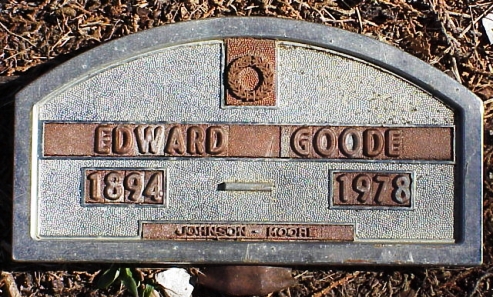 EDWARD GOODE
1894 — 1978
JOHNSON - MOORE